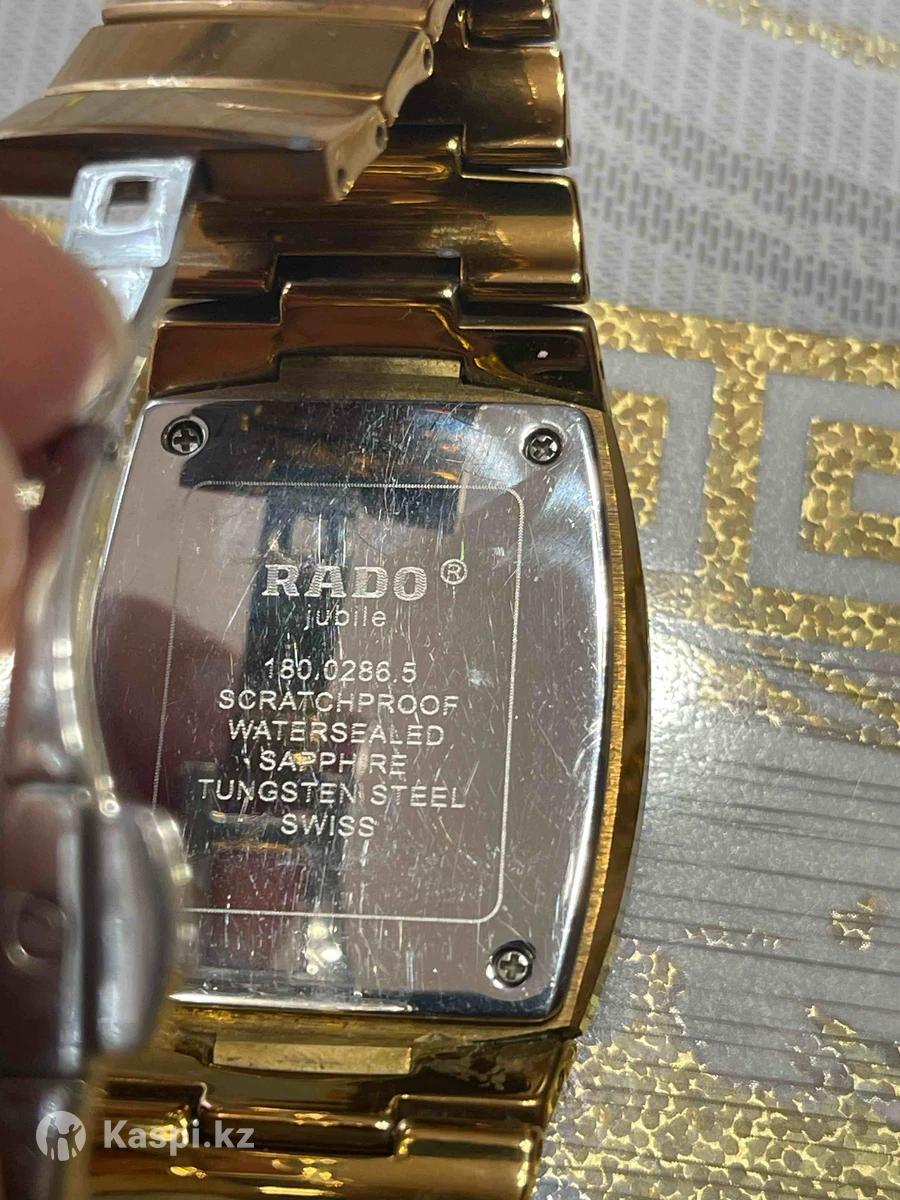 RADO®
jubile
180.0286.5
SCRATCHPROOF
WATERSEALED
SAPPHIRE
TUNGSTEN STEEL
SWISS
Kaspi.kz